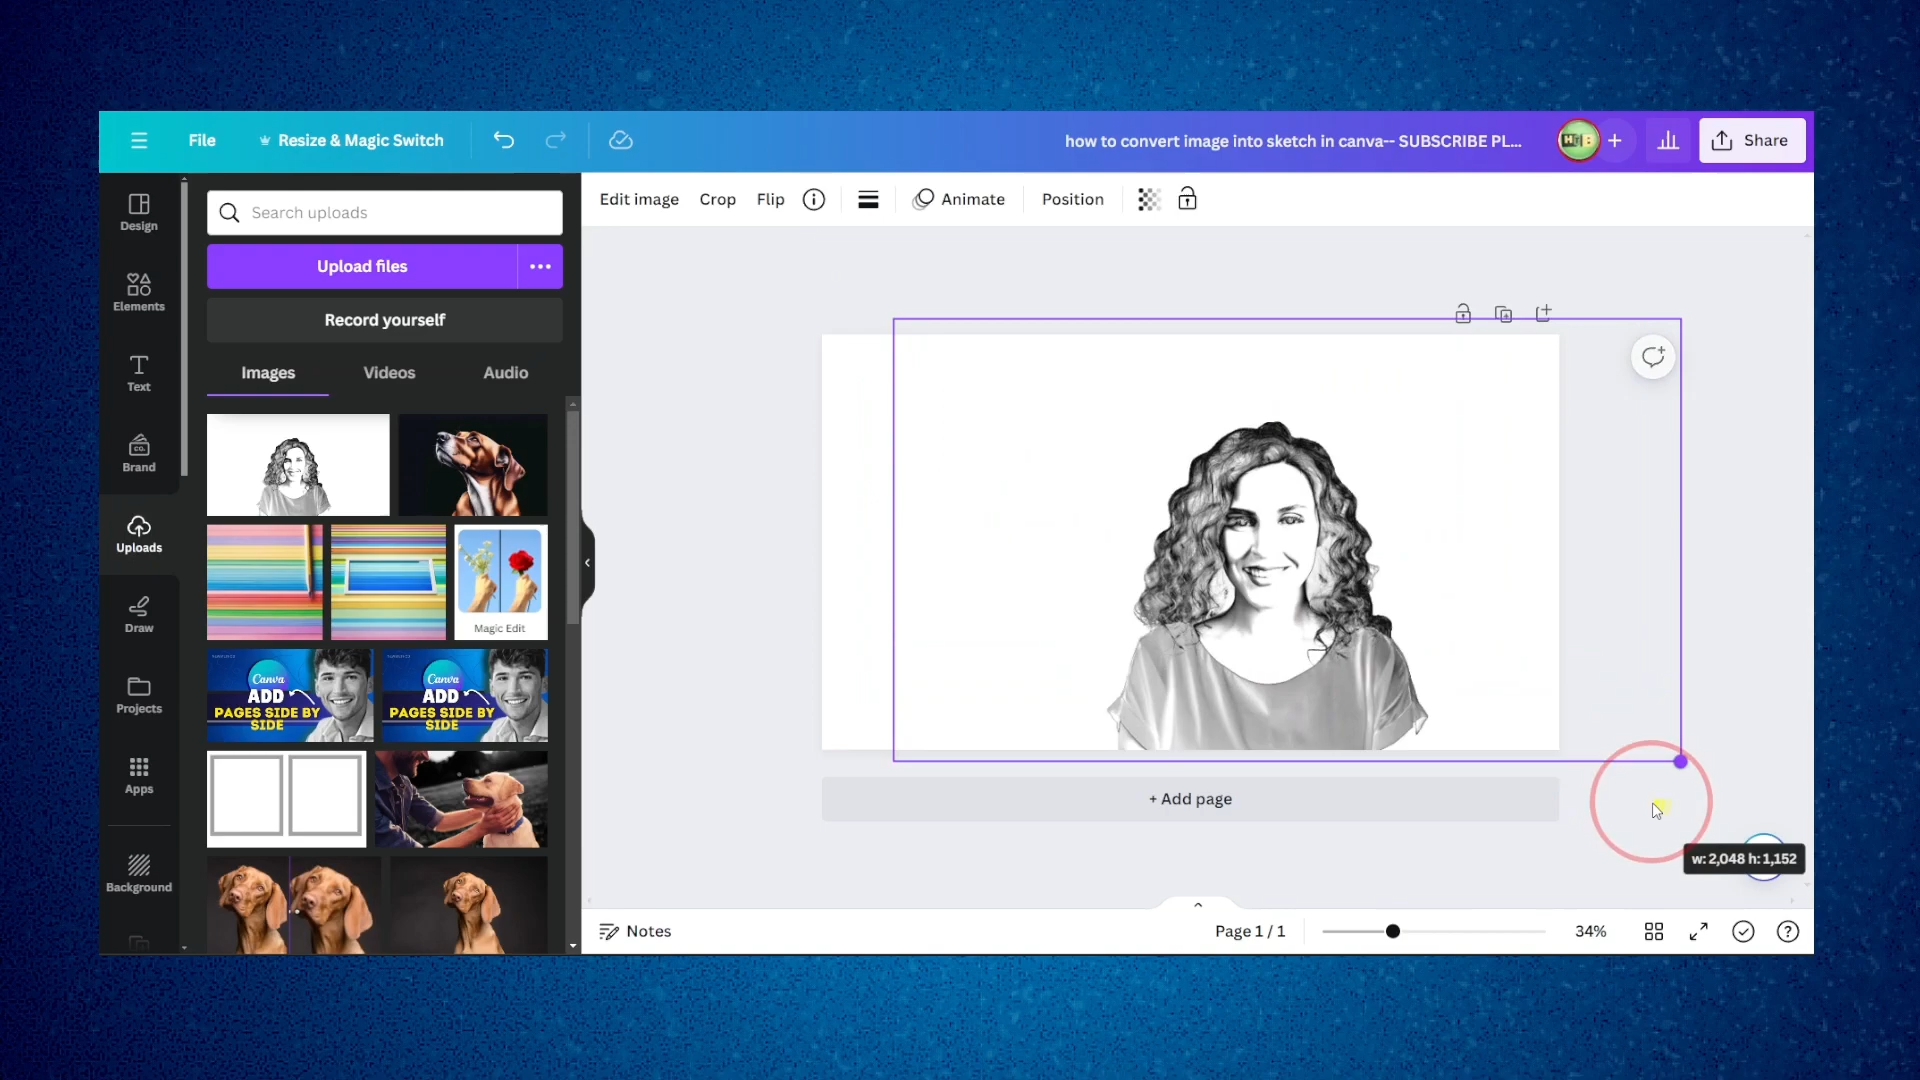 File
Resize & Magic Switch
how to convert image into sketch in canva-- SUBSCRIBE PL...
Share
Design
Elements
Text
Brand
Uploads
Draw
Projects
Apps
Background
Search uploads
Upload files
Record yourself
Images
Videos
Audio
Magic Edit
Canva
ADD
PAGES SIDE BY
SIDE
Canva
ADD
PAGES SIDE BY
SIDE
Edit image
Crop
Flip
Animate
Position
+ Add page
w: 2,048 h: 1,152
Notes
Page 1 / 1
34%